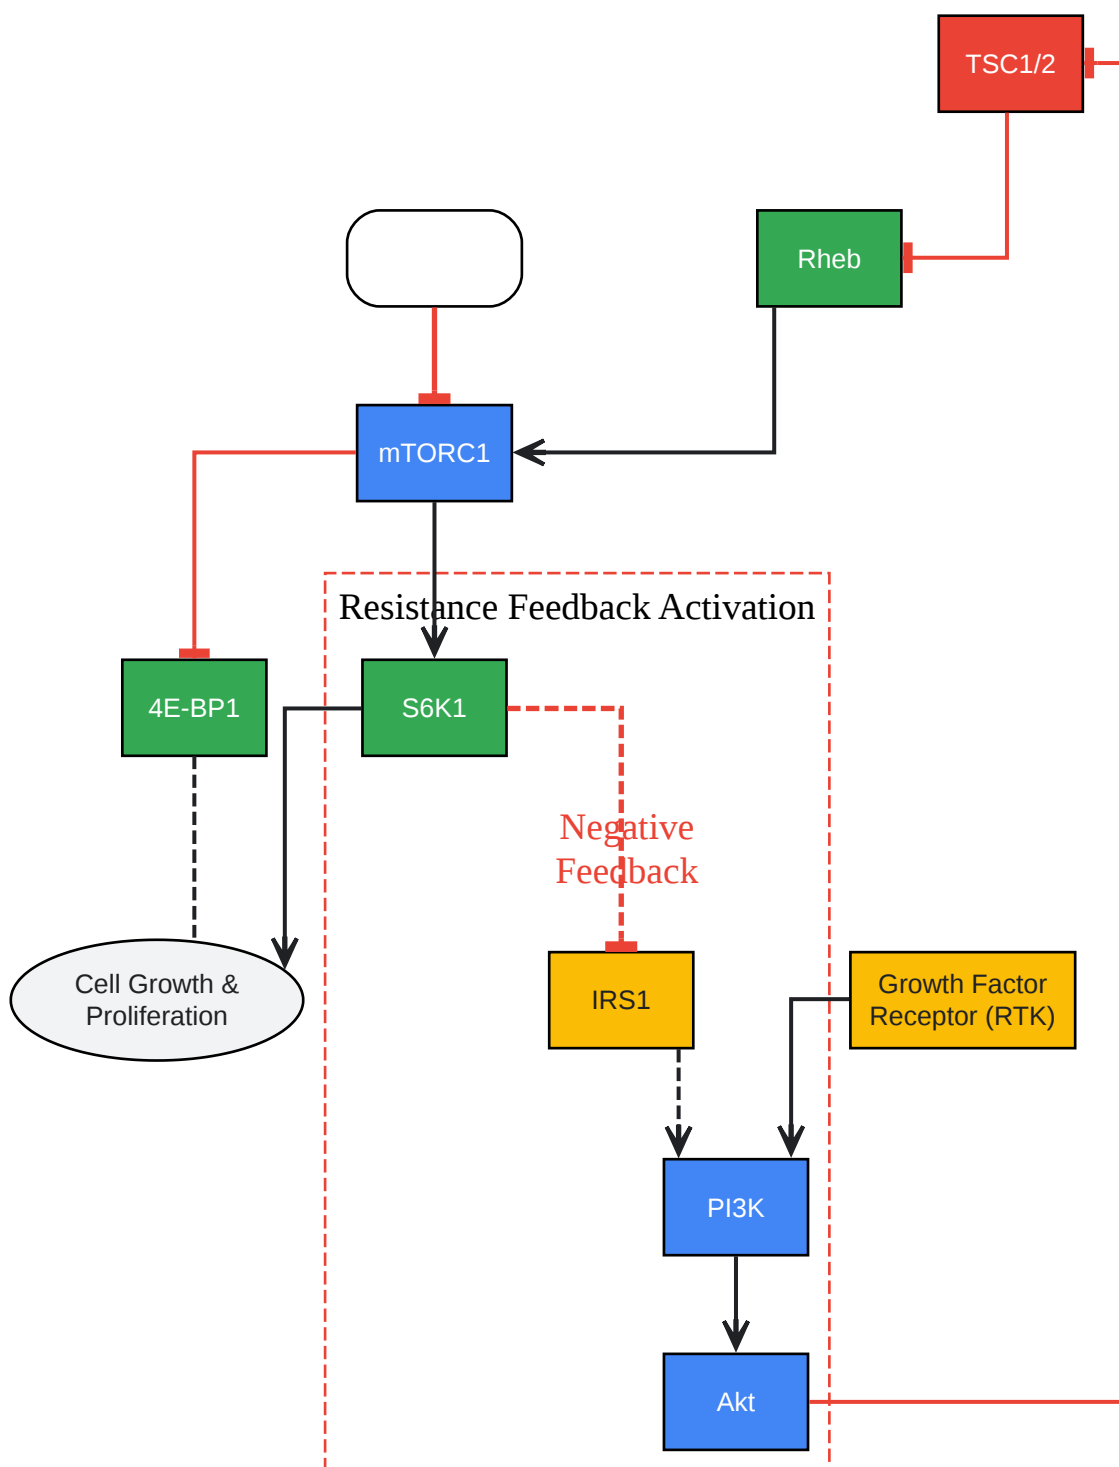 TSC1/2
Rheb
mTORC1
Resistance Feedback Activation
4E-BP1
S6K1
Negative
Feedback
Cell Growth &
Proliferation
IRS1
Growth Factor
Receptor (RTK)
PI3K
Akt